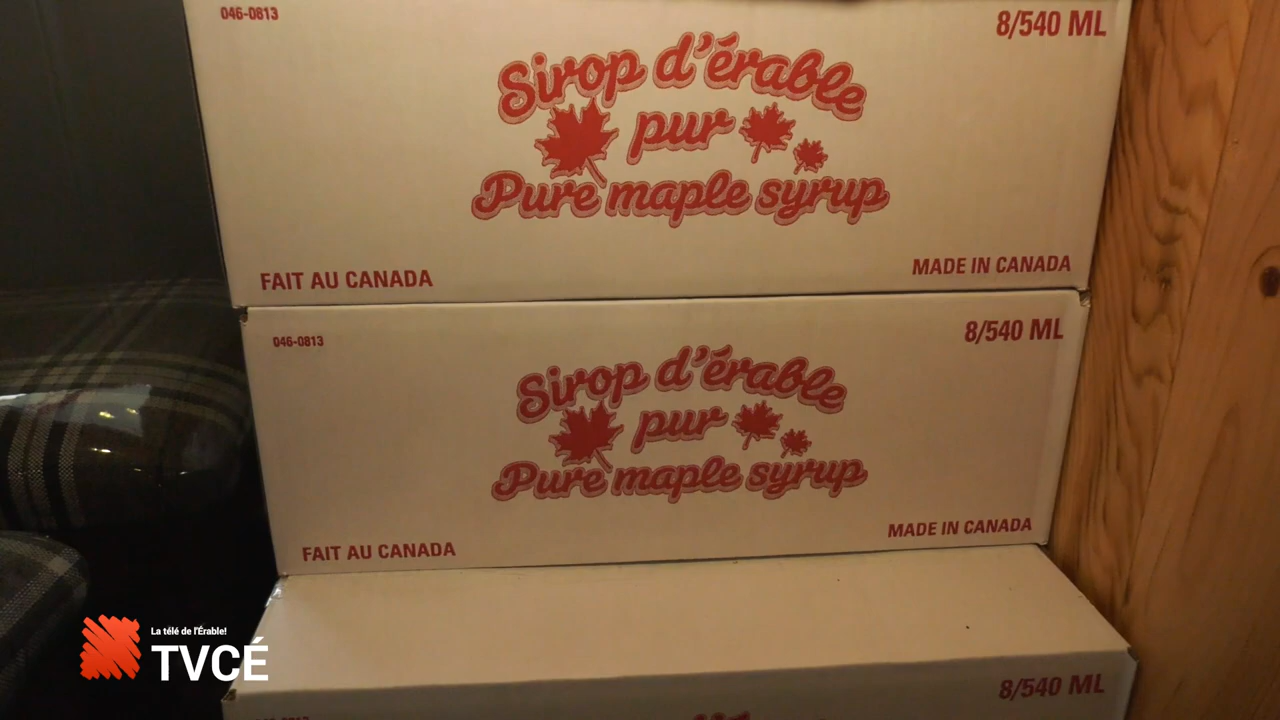 046-0813
8/540 ML
Sirop d'érable
pur
Pure maple syrup
FAIT AU CANADA
MADE IN CANADA
046-0813
8/540 ML
Sirop d'érable
pur
Pure maple syrup
FAIT AU CANADA
MADE IN CANADA
8/540 ML
La télé de l'Érable!
TVCÉ